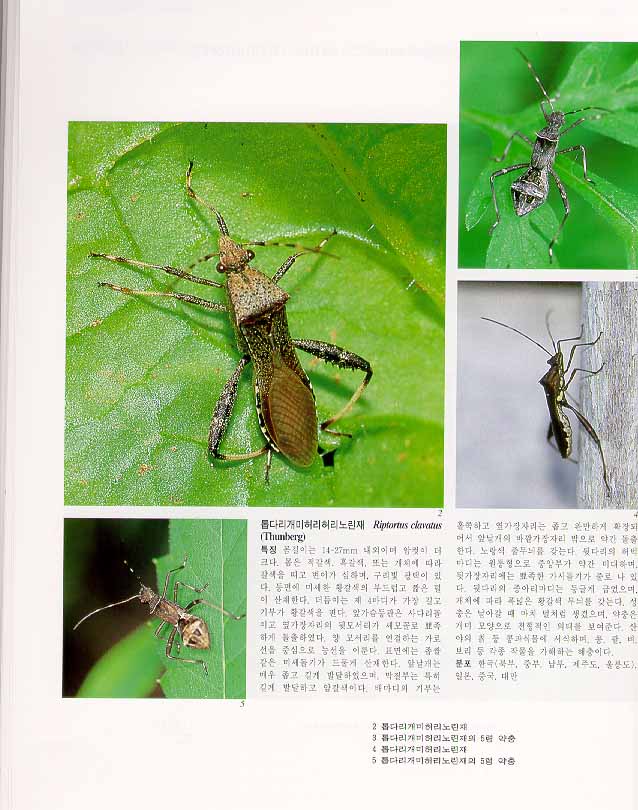 2
톱다리개미허리허리노린재 Riptortus clavatus
(Thunberg)
특징 몸길이는 14-27mm 내외이며 암컷이 더
크다. 몸은 적갈색, 흑갈색, 또는 개체에 따라
갈색을 띠고 변이가 심하며, 구리빛 광택이 있
다. 등면에 미세한 황갈색의 부드럽고 짧은 털
이 산재한다. 더듬이는 제 4마디가 가장 길고
기부가 황갈색을 띤다. 앞가슴등판은 사다리꼴
이고 옆가장자리의 뒷모서리가 세모꼴로 뾰족
하게 돌출하였다. 양 모서리를 연결하는 가로
선을 중심으로 능선을 이룬다. 표면에는 좁쌀
같은 미세돌기가 드물게 산재한다. 앞날개는
매우 좁고 길게 발달하였으며, 막질부는 특히
길게 발달하고 암갈색이다. 배마디의 기부는
4
홀쭉하고 옆가장자리는 좁고 완만하게 확장되
어서 앞날개의 바깥가장자리 밖으로 약간 돌출
한다. 노랑색 줄무늬를 갖는다. 뒷다리의 허벅
마디는 원통형으로 중앙부가 약간 비대하며,
뒷가장자리에는 뾰족한 가시돌기가 줄로 나 있
다. 뒷다리의 종아리마디는 둥글게 굽었으며,
개체에 따라 폭넓은 황갈색 무늬를 갖는다. 성
충은 날아갈 때 마치 벌처럼 생겼으며, 약충은
개미 모양으로 전형적인 의태를 보여준다. 산
야의 칡 등 콩과식물에 서식하며, 콩, 팥, 벼,
보리 등 각종 작물을 가해하는 해충이다.
분포 한국(북부, 중부, 남부, 제주도, 울릉도),
일본, 중국, 대만
5
2 톱다리개미허리노린재
3 톱다리개미허리노린재의 5령 약충
4 톱다리개미허리노린재
5 톱다리개미허리노린재의 5령 약충